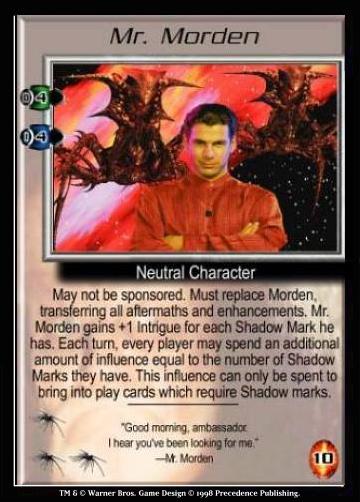 Mr. Morden
4
4
Neutral Character
May not be sponsored. Must replace Morden,
transferring all aftermaths and enhancements. Mr.
Morden gains +1 Intrigue for each Shadow Mark he
has. Each turn, every player may spend an additional
amount of influence equal to the number of Shadow
Marks they have. This influence can only be spent to
bring into play cards which require Shadow marks.
"Good morning, ambassador.
I hear you've been looking for me."
—Mr. Morden
10
TM & © Warner Bros. Game Design © 1998 Precedence Publishing.